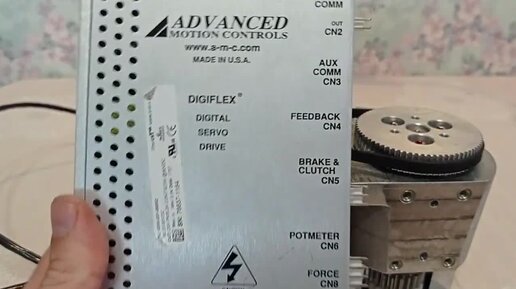 COMM
OUT
CN2
ADVANCED
MOTION CONTROLS
www.a-m-c.com
MADE IN U.S.A.
AUX
COMM
CN3
DIGIFLEX®
DIGITAL
SERVO
DRIVE
FEEDBACK
CN4
BRAKE &
CLUTCH
CN5
POTMETER
CN6
FORCE
CN8